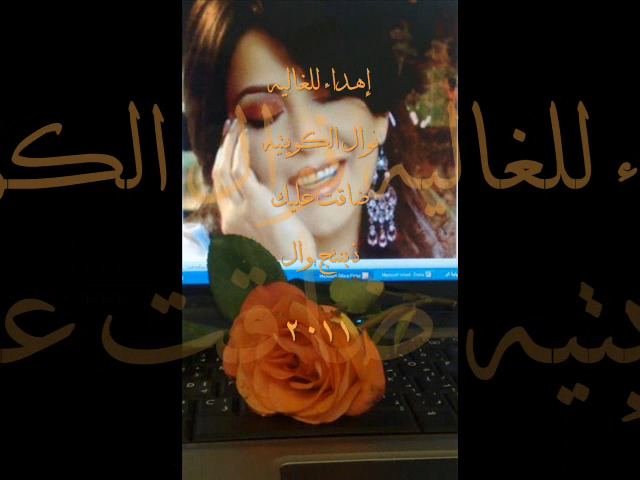 إهداء للغاليه
نوال الكويتيه
ضاقت عليك
٢٠١١